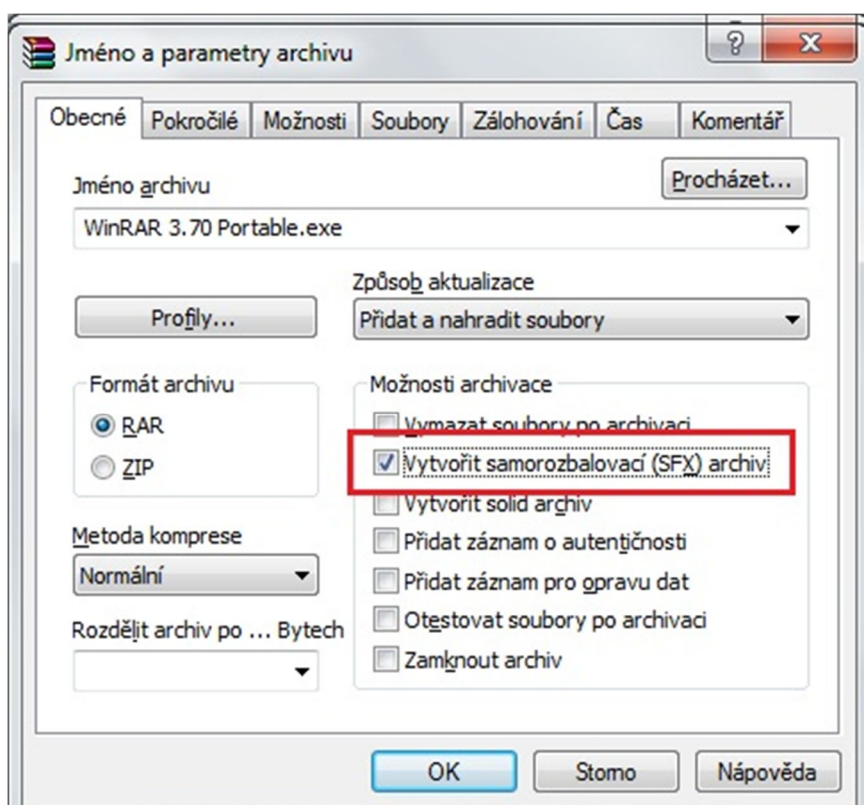 Jméno a parametry archivu
Obecné Pokročilé Možnosti Soubory Zálohování Čas Komentář
Jméno archivu
Procházet...
WinRAR 3.70 Portable.exe
Způsob aktualizace
Profily...
Přidat a nahradit soubory
Formát archivu
RAR
ZIP
Metoda komprese
Normální
Rozdělit archiv po ... Bytech
Možnosti archivace
Vymazat soubory po archivaci
Vytvořit samorozbalovací (SFX) archiv
Vytvořit solid archiv
Přidat záznam o autentičnosti
Přidat záznam pro opravu dat
Otestovat soubory po archivaci
Zamknout archiv
OK Storno Nápověda